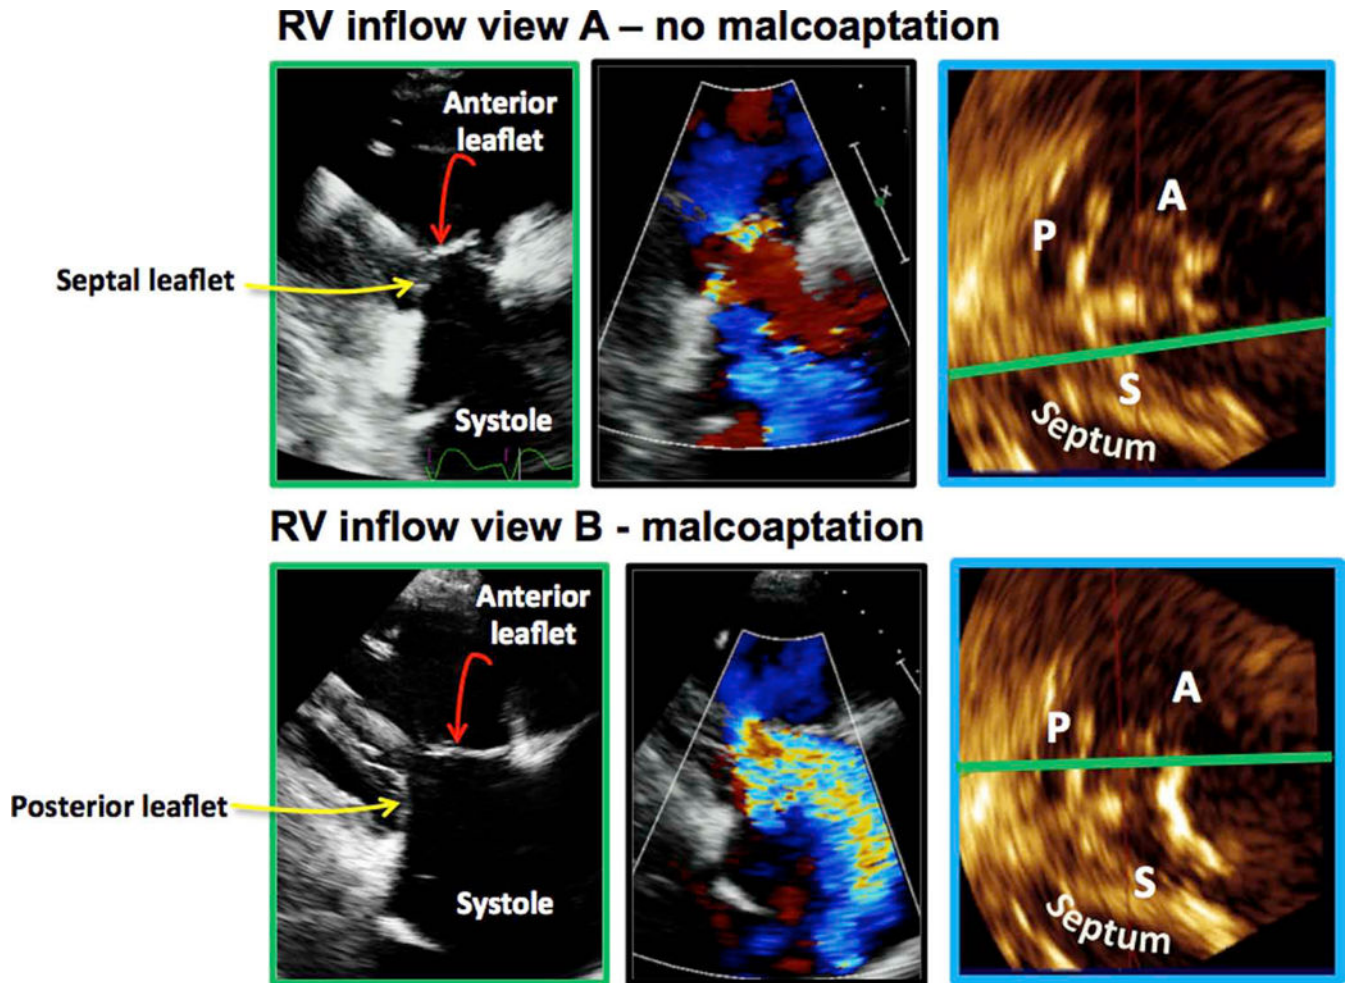 RV inflow view A – no malcoaptation
Anterior
leaflet
Septal leaflet
Systole
A
P
S
Septum
RV inflow view B - malcoaptation
Anterior
leaflet
Posterior leaflet
Systole
A
P
S
Septum